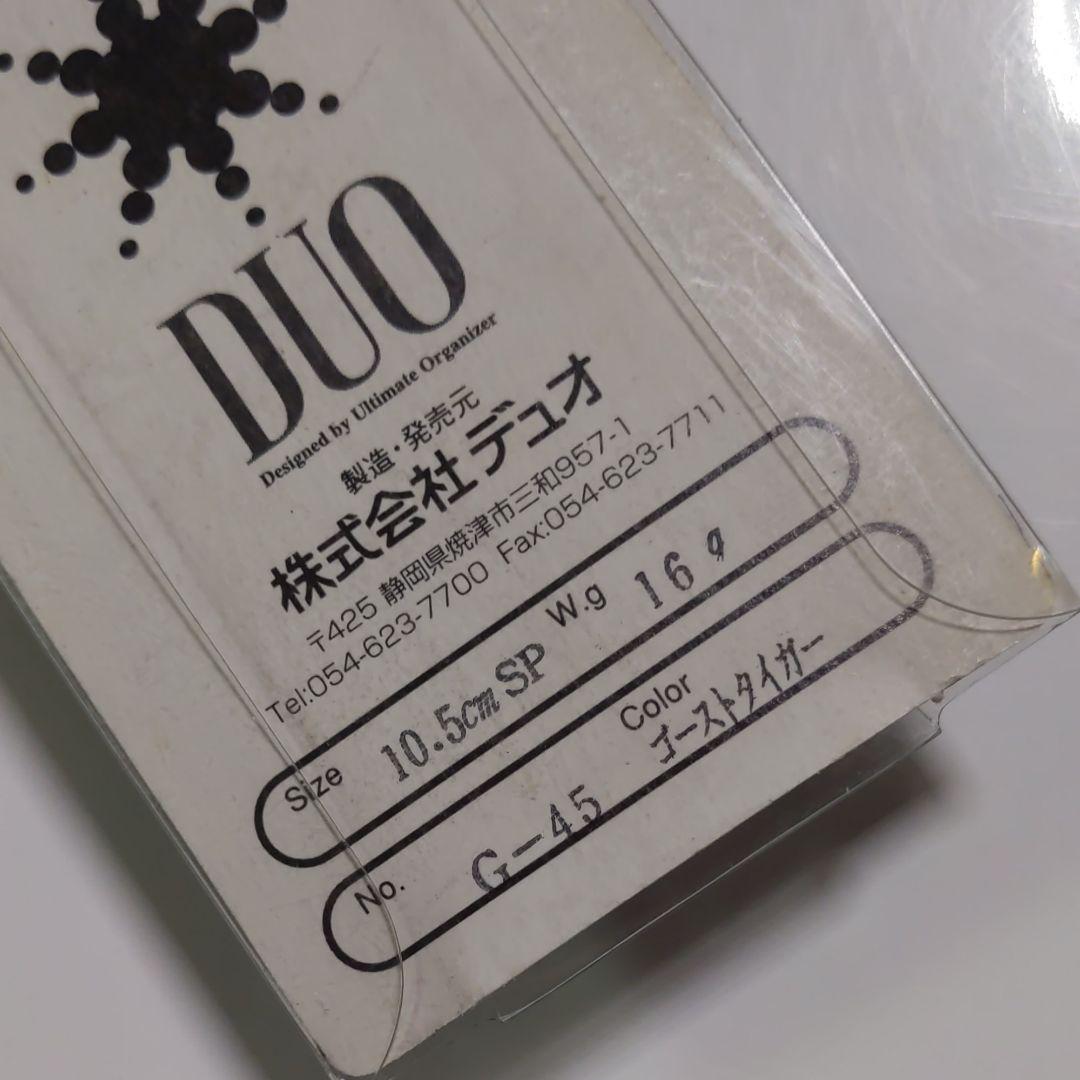 DUO
Designed by Ultimate Organizer
製造・発売元
株式会社デュオ
〒425 静岡県焼津市三和957-1
Tel:054-623-7700 Fax:054-623-7711
Size 10.5cm SP W.g 16g
No. G-45 Color ゴーストタイガー